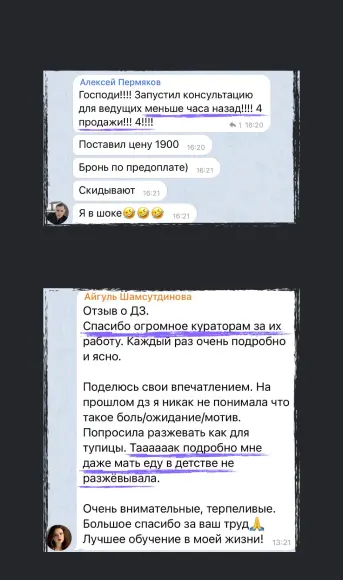 Алексей Пермяков
Господи!!!! Запустил консультацию
для ведущих меньше часа назад!!!! 4
продажи!!! 4!!!!
1 16:20
Поставил цену 1900 16:20
Бронь по предоплате) 16:21
Скидывают 16:21
Я в шоке🤣🤣🤣 16:21
Айгуль Шамсутдинова
Отзыв о ДЗ.
Спасибо огромное кураторам за их
работу. Каждый раз очень подробно
и ясно.
Поделюсь свои впечатлением. На
прошлом дз я никак не понимала что
такое боль/ожидание/мотив.
Попросила разжевать как для
тупицы. Таааааак подробно мне
даже мать еду в детстве не
разжёвывала.
Очень внимательные, терпеливые.
Большое спасибо за ваш труд🙏
Лучшее обучение в моей жизни! 13:21